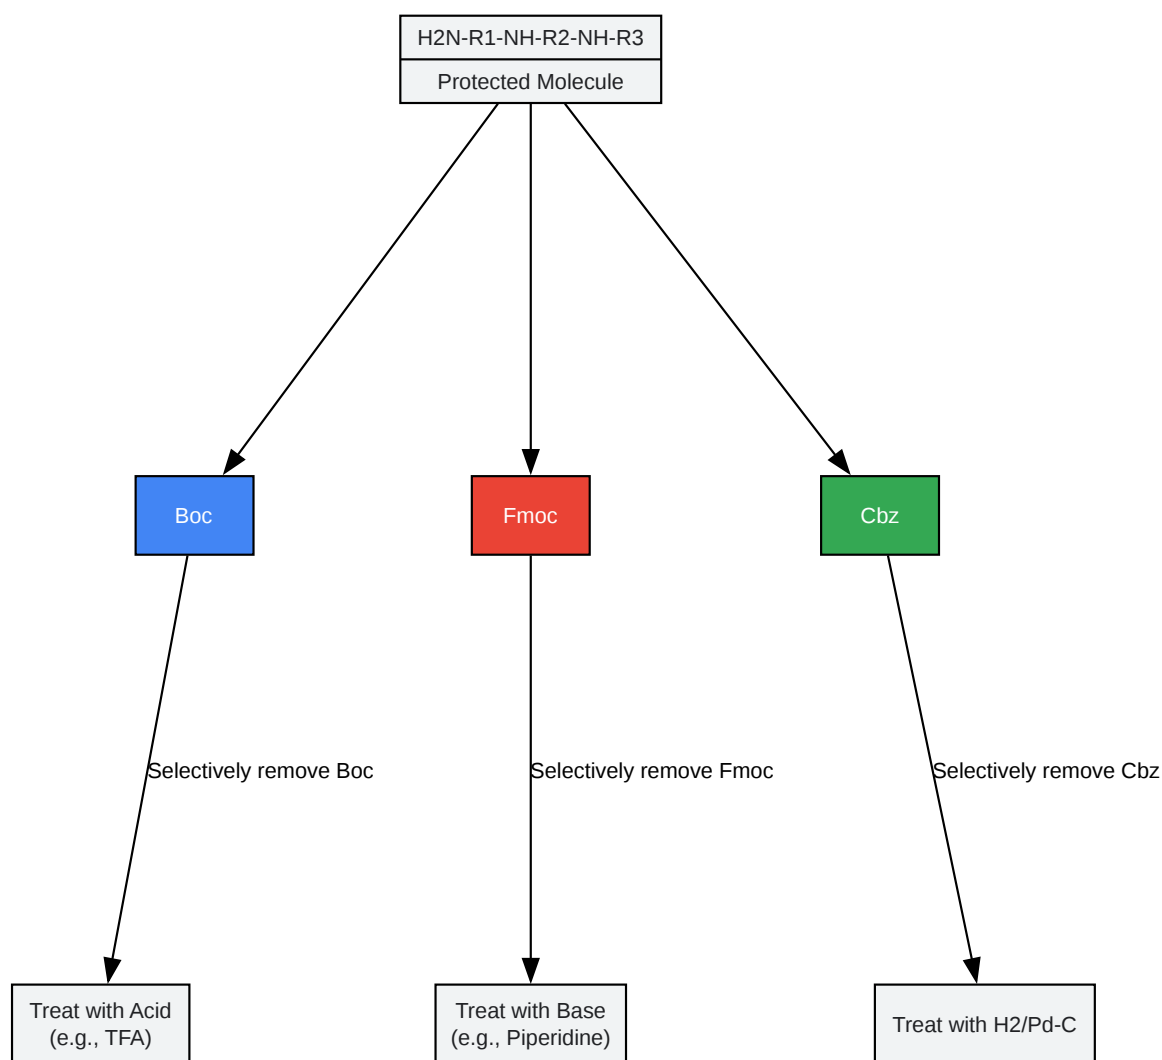 H2N-R1-NH-R2-NH-R3
Protected Molecule
Boc
Fmoc
Cbz
Selectively remove Boc
Selectively remove Fmoc
Selectively remove Cbz
Treat with Acid
(e.g., TFA)
Treat with Base
(e.g., Piperidine)
Treat with H2/Pd-C